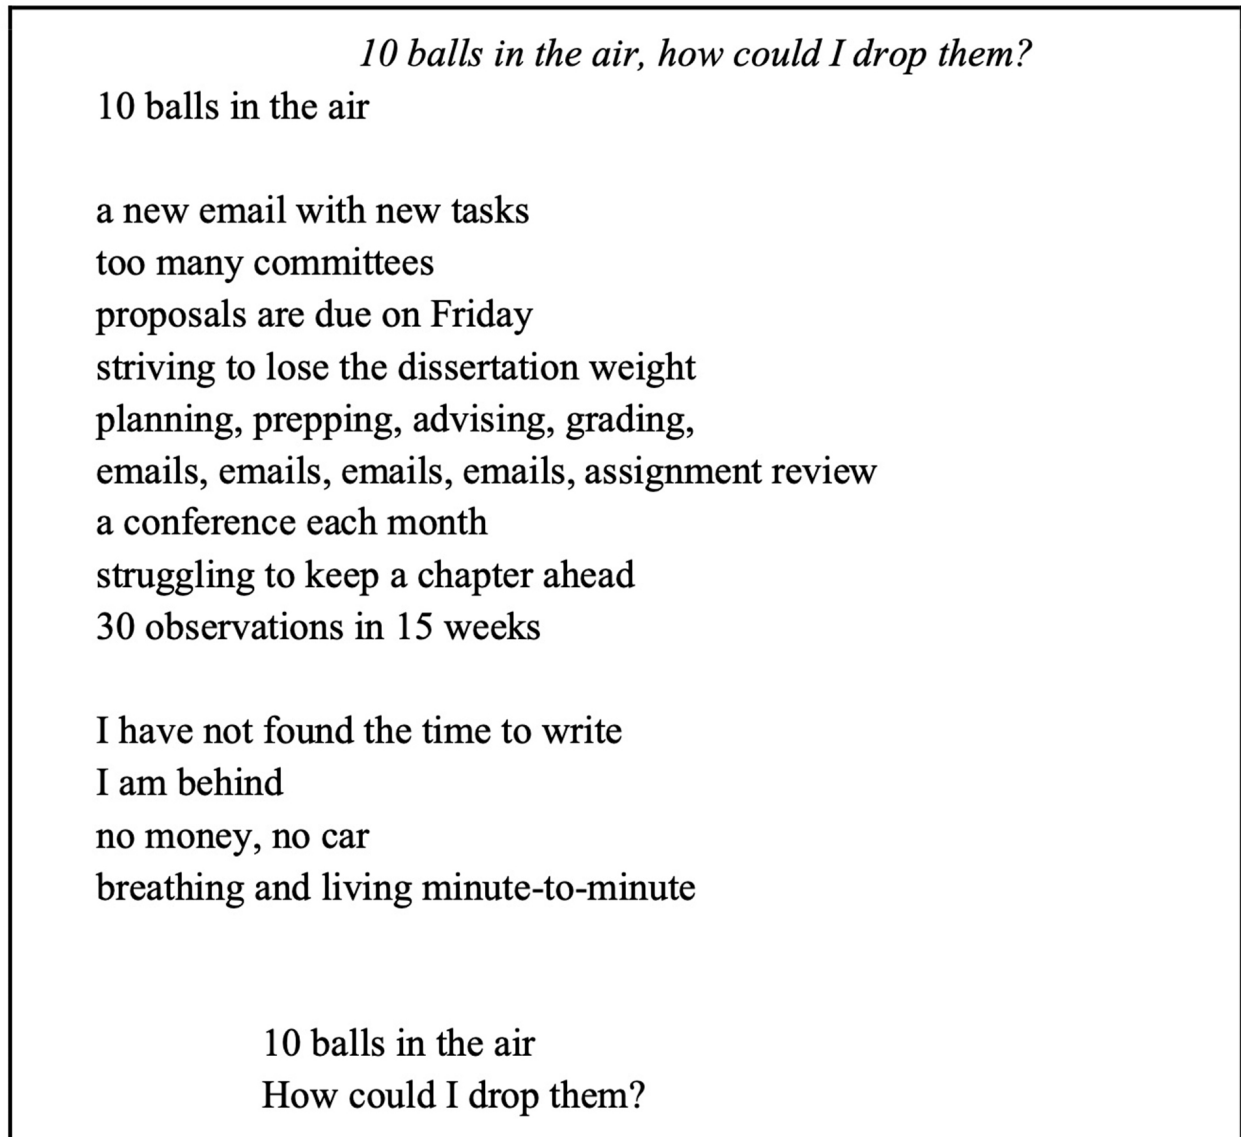 10 balls in the air, how could I drop them?
10 balls in the air
a new email with new tasks
too many committees
proposals are due on Friday
striving to lose the dissertation weight
planning, prepping, advising, grading,
emails, emails, emails, emails, assignment review
a conference each month
struggling to keep a chapter ahead
30 observations in 15 weeks
I have not found the time to write
I am behind
no money, no car
breathing and living minute-to-minute
10 balls in the air
How could I drop them?